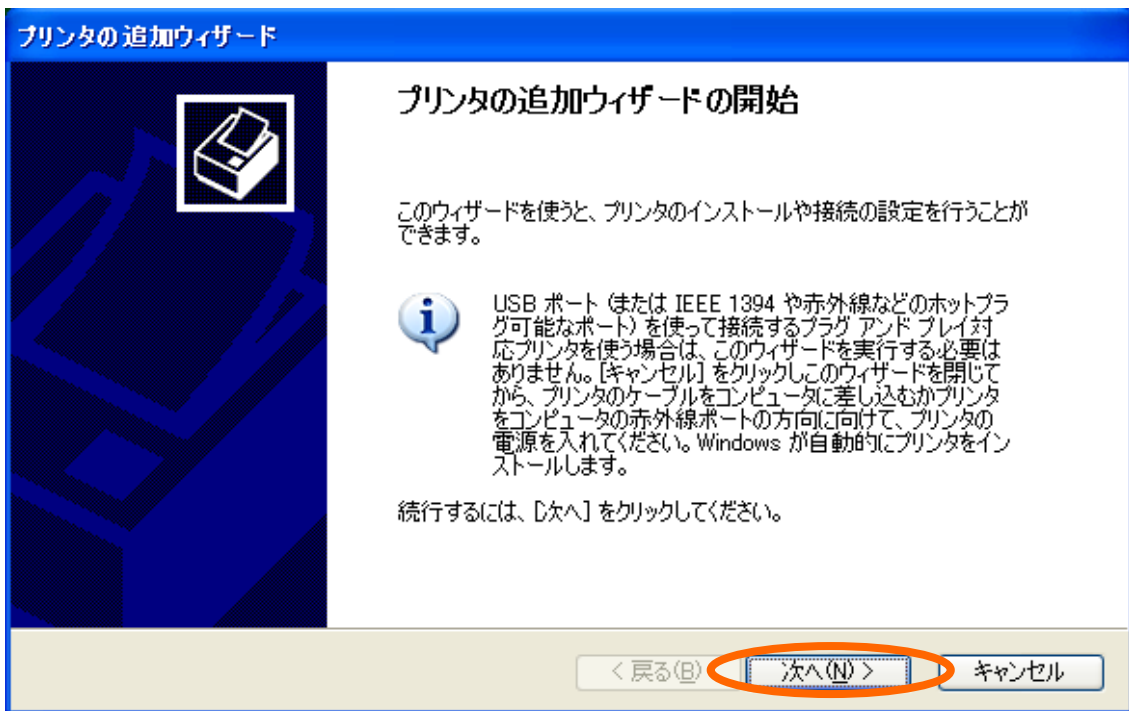 プリンタの追加ウィザード
プリンタの追加ウィザードの開始
このウィザードを使うと、プリンタのインストールや接続の設定を行うことが
できます。
USB ポート (または IEEE 1394 や赤外線などのホットプラ
グ可能なポート) を使って接続するプラグ アンド プレイ対
応プリンタを使う場合は、このウィザードを実行する必要は
ありません。[キャンセル] をクリックしこのウィザードを閉じて
から、プリンタのケーブルをコンピュータに差し込むかプリンタ
をコンピュータの赤外線ポートの方向に向けて、プリンタの
電源を入れてください。Windows が自動的にプリンタをイン
ストールします。
続行するには、[次へ] をクリックしてください。
< 戻る(B) 次へ(N) > キャンセル